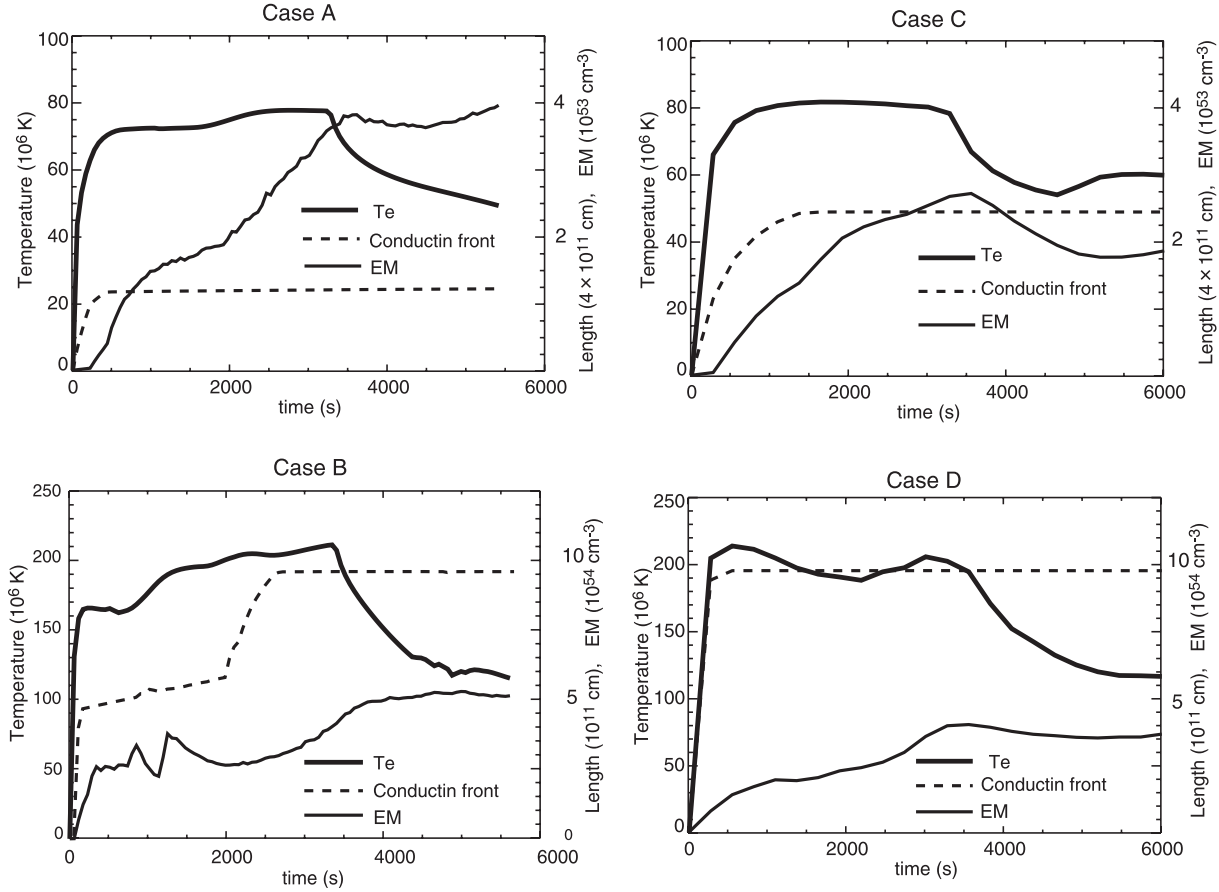 Case A
Temperature (10⁶ K)
100
80
60
40
20
0
0
2000
4000
6000
time (s)
4
2
Length (4 × 10¹¹ cm), EM (10⁵³ cm⁻³)
Te
Conductin front
EM
Case C
Temperature (10⁶ K)
100
80
60
40
20
0
0
2000
4000
6000
time (s)
4
2
Length (4 × 10¹¹ cm), EM (10⁵³ cm⁻³)
Te
Conductin front
EM
Case B
Temperature (10⁶ K)
250
200
150
100
50
0
0
2000
4000
6000
time (s)
10
5
0
Length (10¹¹ cm), EM (10⁵⁴ cm⁻³)
Te
Conductin front
EM
Case D
Temperature (10⁶ K)
250
200
150
100
50
0
0
2000
4000
6000
time (s)
10
5
Length (10¹¹ cm), EM (10⁵⁴ cm⁻³)
Te
Conductin front
EM